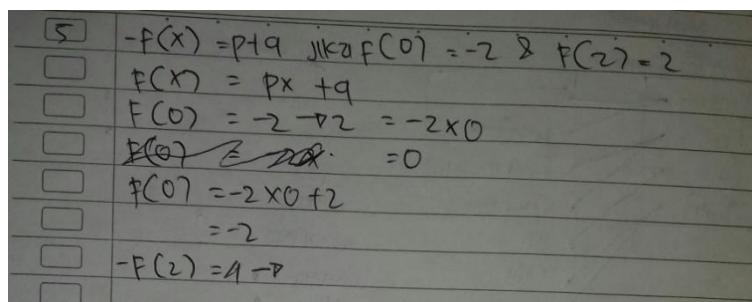 5 -F(x) = p+q jika F(0) = -2 & F(2) = 2
F(x) = px + q
F(0) = -2 → 2 = -2x0
= 0
F(0) = -2x0+2
= -2
-F(2) = 4 →